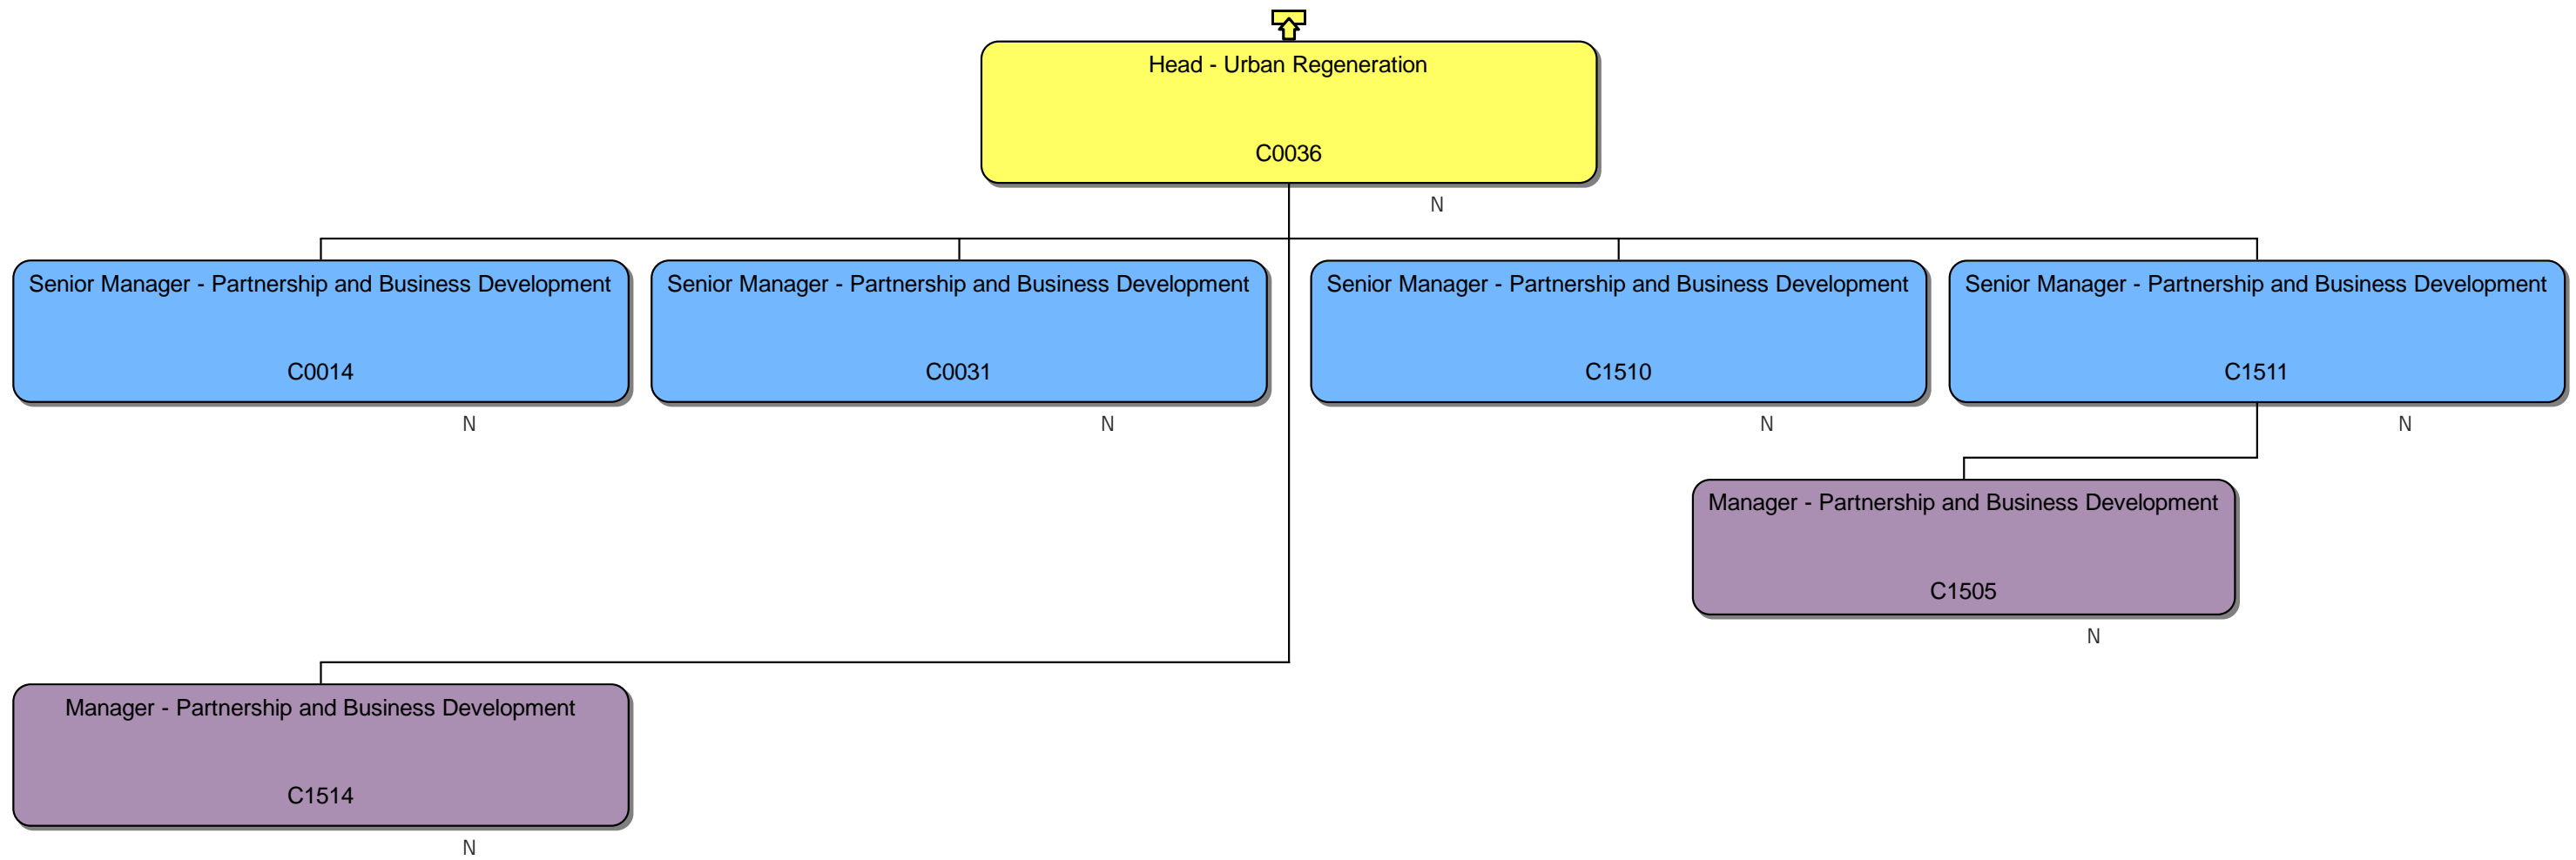 Head - Urban Regeneration
C0036
N
Senior Manager - Partnership and Business Development
C0014
N
Senior Manager - Partnership and Business Development
C0031
N
Senior Manager - Partnership and Business Development
C1510
N
Senior Manager - Partnership and Business Development
C1511
N
Manager - Partnership and Business Development
C1505
N
Manager - Partnership and Business Development
C1514
N